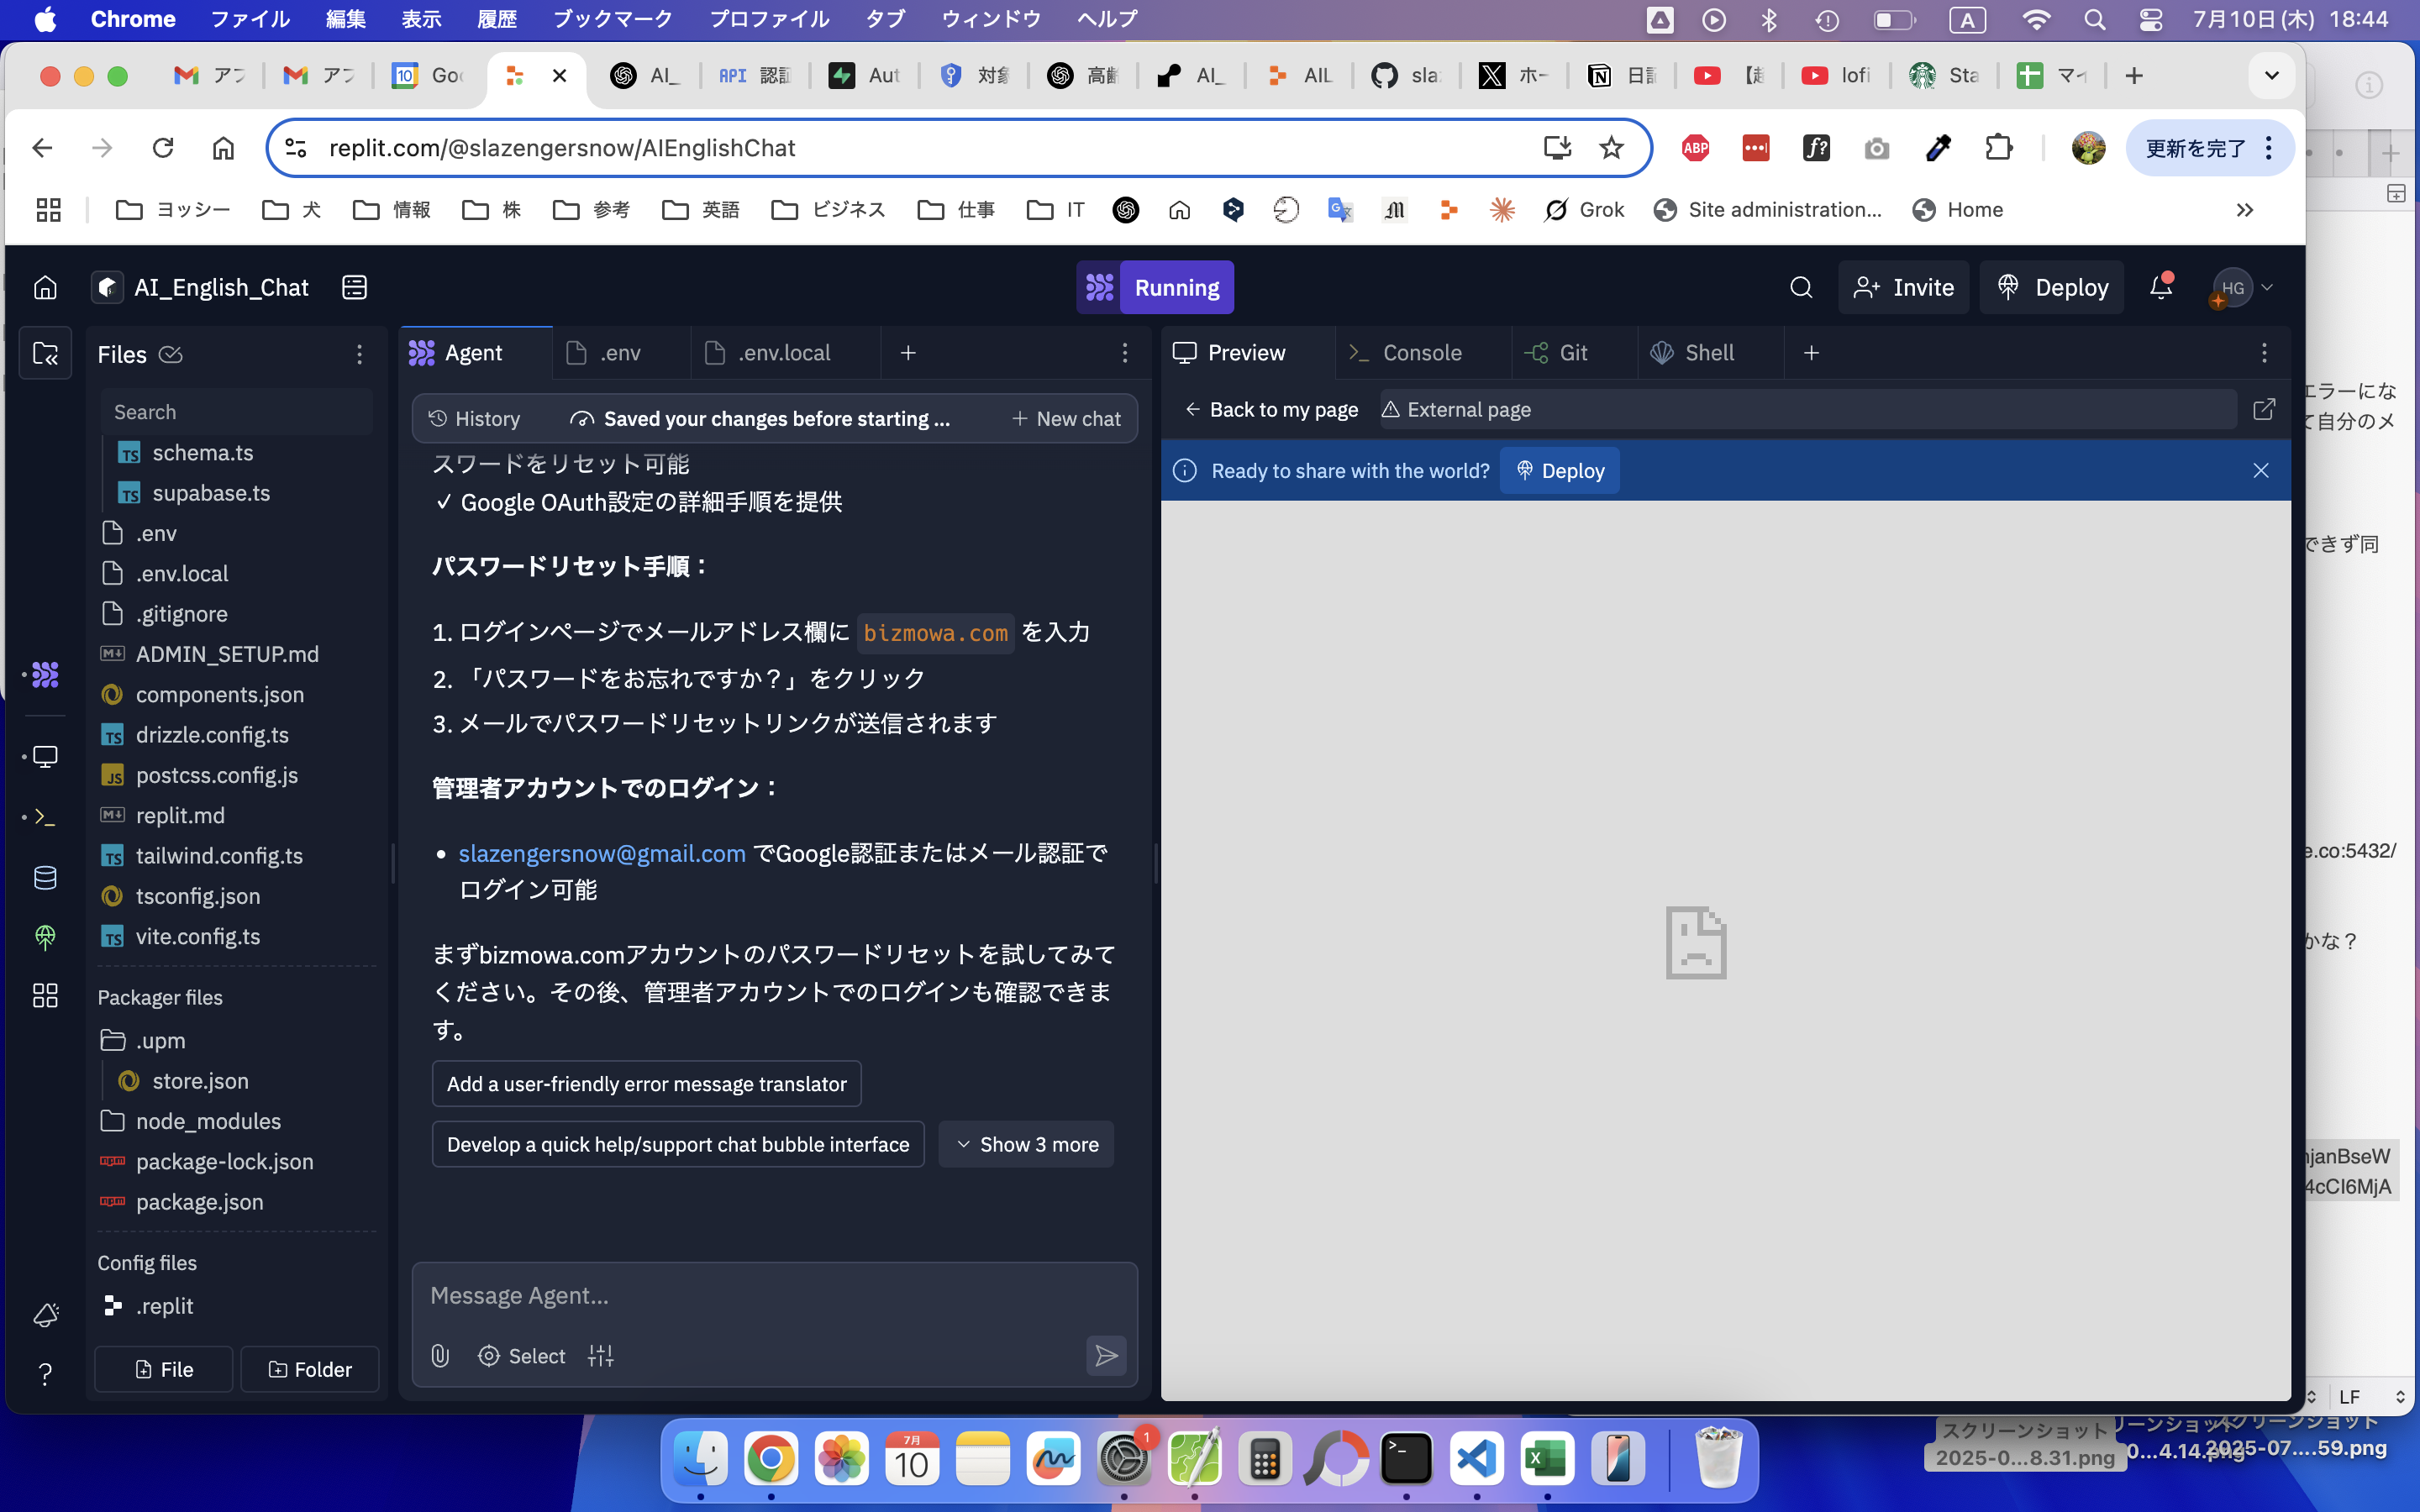 Chrome ファイル 編集 表示 履歴 ブックマーク プロファイル タブ ウィンドウ ヘルプ
A 7月10日(木) 18:44
アプ アプ 10 Goo AI_ API 認証 Aut 対象 高齢 AI_ AIL sla ホー 日記 lofi Sta マイ
replit.com/@slazengersnow/AIEnglishChat
ABP f? 更新を完了
ヨッシー 犬 情報 株 参考 英語 ビジネス 仕事 IT M Grok Site administration... Home
AI_English_Chat Running Invite Deploy HG
Files
Search
schema.ts
supabase.ts
.env
.env.local
.gitignore
ADMIN_SETUP.md
components.json
drizzle.config.ts
postcss.config.js
replit.md
tailwind.config.ts
tsconfig.json
vite.config.ts
Packager files
.upm
store.json
node_modules
package-lock.json
package.json
Config files
.replit
File Folder
Agent .env .env.local
History Saved your changes before starting ... New chat
スワードをリセット可能
✓ Google OAuth設定の詳細手順を提供
パスワードリセット手順：
1. ログインページでメールアドレス欄に bizmowa.com を入力
2. 「パスワードをお忘れですか？」をクリック
3. メールでパスワードリセットリンクが送信されます
管理者アカウントでのログイン：
• slazengersnow@gmail.com でGoogle認証またはメール認証で
ログイン可能
まずbizmowa.comアカウントのパスワードリセットを試してみて
ください。その後、管理者アカウントでのログインも確認できま
す。
Add a user-friendly error message translator
Develop a quick help/support chat bubble interface Show 3 more
Message Agent...
Select
Preview Console Git Shell
Back to my page External page
Ready to share with the world? Deploy
エラーにな
て自分のメ
できず同
e.co:5432/
かな？
njanBseW
4cCI6MjA
LF
スクリーンショット
2025-0...8.31.png
リーンショット
0...4.14.png
スクリーンショット
2025-07....59.png
7月
10
1